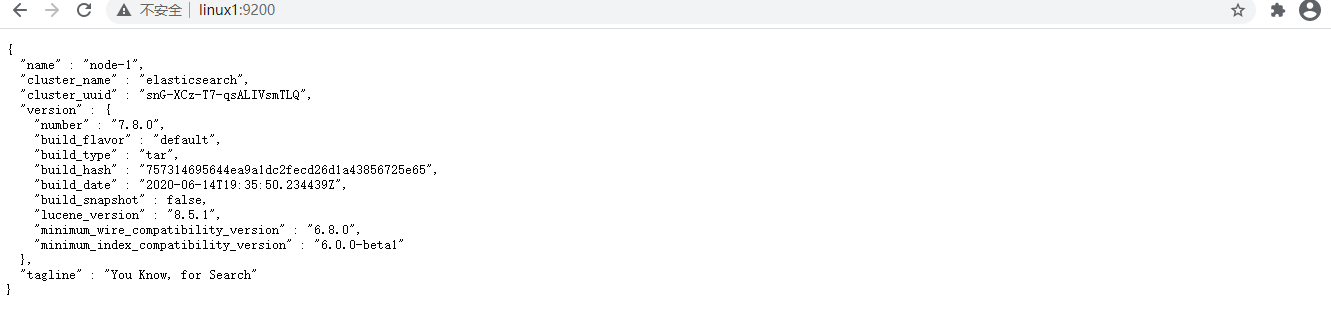 不安全 | linux1:9200
{
  "name" : "node-1",
  "cluster_name" : "elasticsearch",
  "cluster_uuid" : "snG-XCz-T7-qsALIVsmTLQ",
  "version" : {
    "number" : "7.8.0",
    "build_flavor" : "default",
    "build_type" : "tar",
    "build_hash" : "757314695644ea9a1dc2fecd26d1a43856725e65",
    "build_date" : "2020-06-14T19:35:50.234439Z",
    "build_snapshot" : false,
    "lucene_version" : "8.5.1",
    "minimum_wire_compatibility_version" : "6.8.0",
    "minimum_index_compatibility_version" : "6.0.0-beta1"
  },
  "tagline" : "You Know, for Search"
}